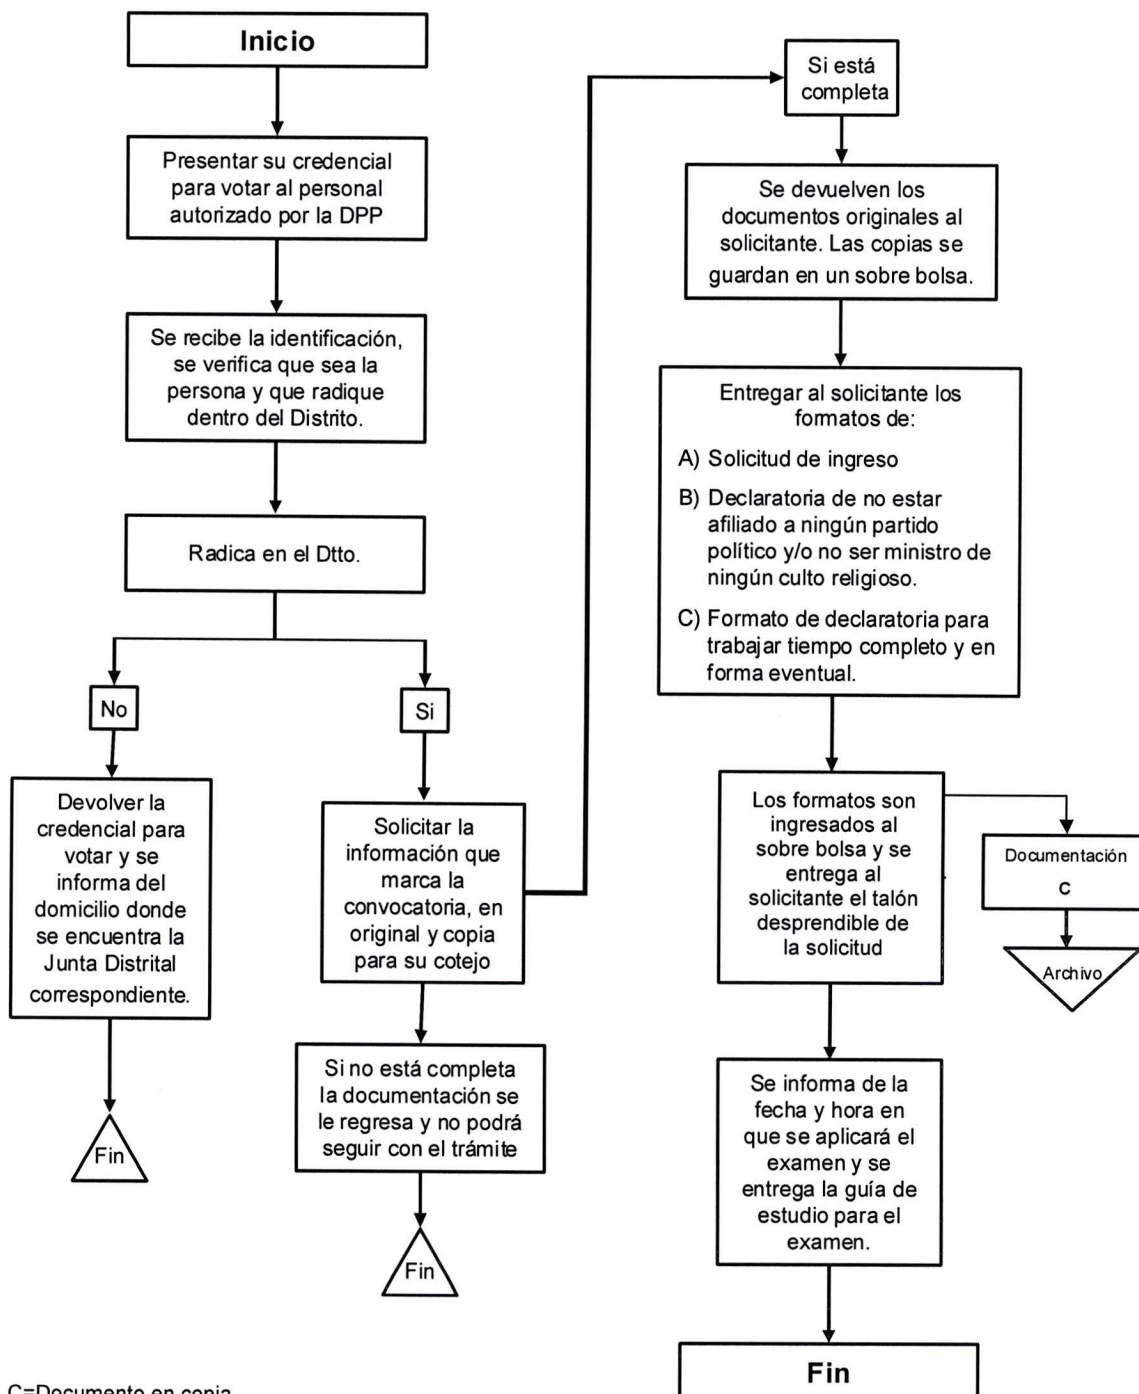 Inicio
Presentar su credencial
para votar al personal
autorizado por la DPP
Se recibe la identificación,
se verifica que sea la
persona y que radique
dentro del Distrito.
Radica en el Dtto.
No
Devolver la
credencial para
votar y se
informa del
domicilio donde
se encuentra la
Junta Distrital
correspondiente.
Fin
Si
Solicitar la
información que
marca la
convocatoria, en
original y copia
para su cotejo
Si no está completa
la documentación se
le regresa y no podrá
seguir con el trámite
Fin
Si está
completa
Se devuelven los
documentos originales al
solicitante. Las copias se
guardan en un sobre bolsa.
Entregar al solicitante los
formatos de:
A) Solicitud de ingreso
B) Declaratoria de no estar
afiliado a ningún partido
político y/o no ser ministro de
ningún culto religioso.
C) Formato de declaratoria para
trabajar tiempo completo y en
forma eventual.
Los formatos son
ingresados al
sobre bolsa y se
entrega al
solicitante el talón
desprendible de
la solicitud
Documentación
C
Archivo
Se informa de la
fecha y hora en
que se aplicará el
examen y se
entrega la guía de
estudio para el
examen.
Fin
C=Documento en copia